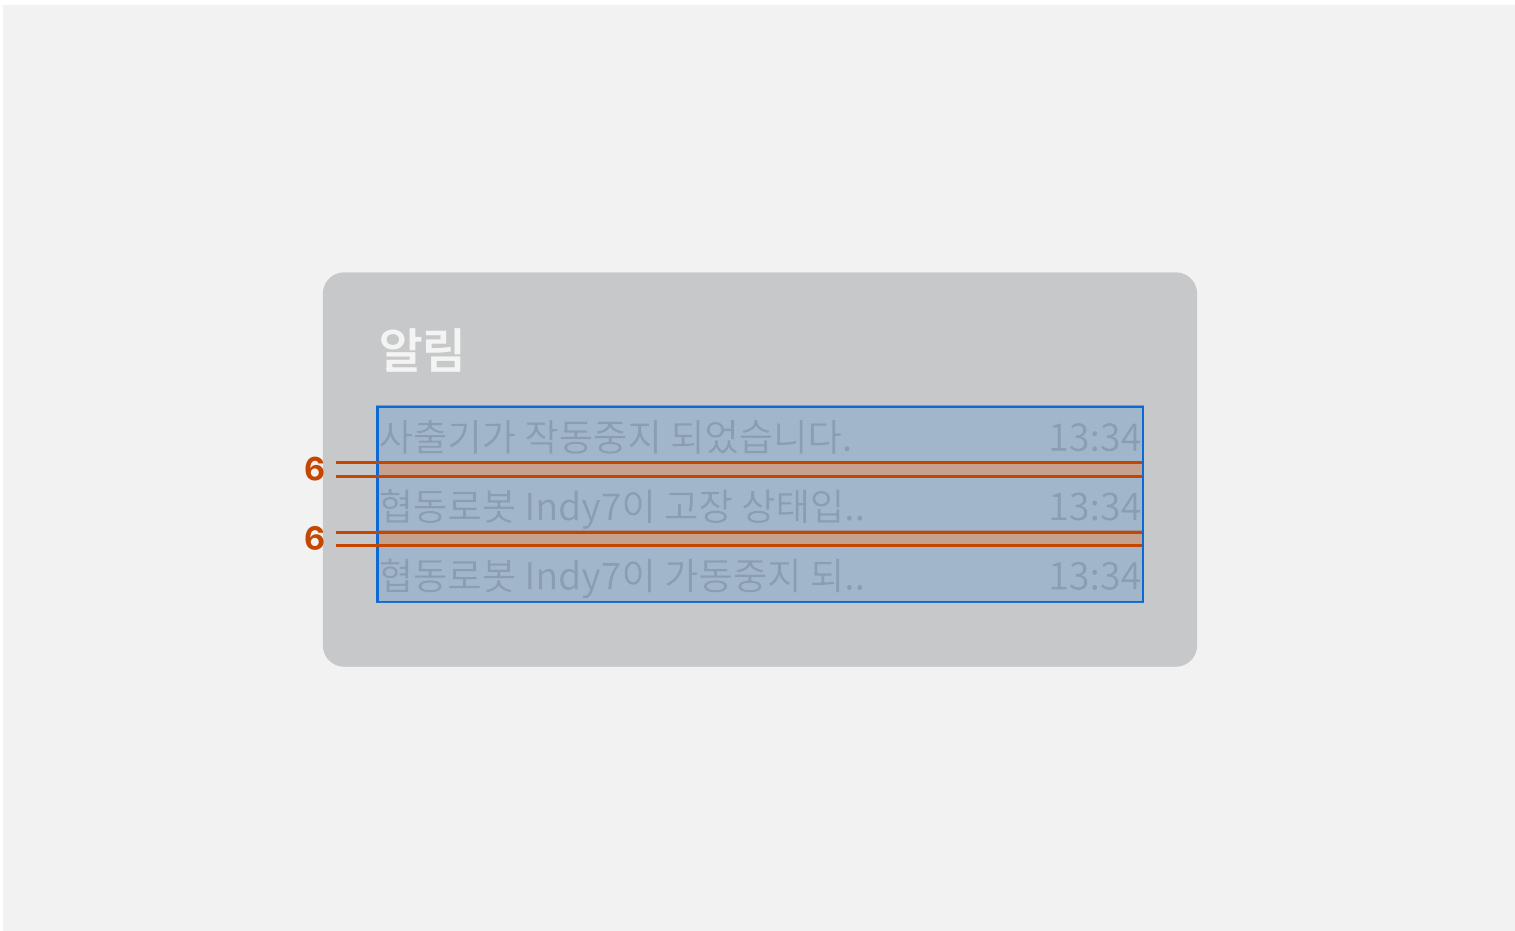 알림
사출기가 작동중지 되었습니다. 13:34
6
협동로봇 Indy7이 고장 상태입.. 13:34
6
협동로봇 Indy7이 가동중지 되.. 13:34